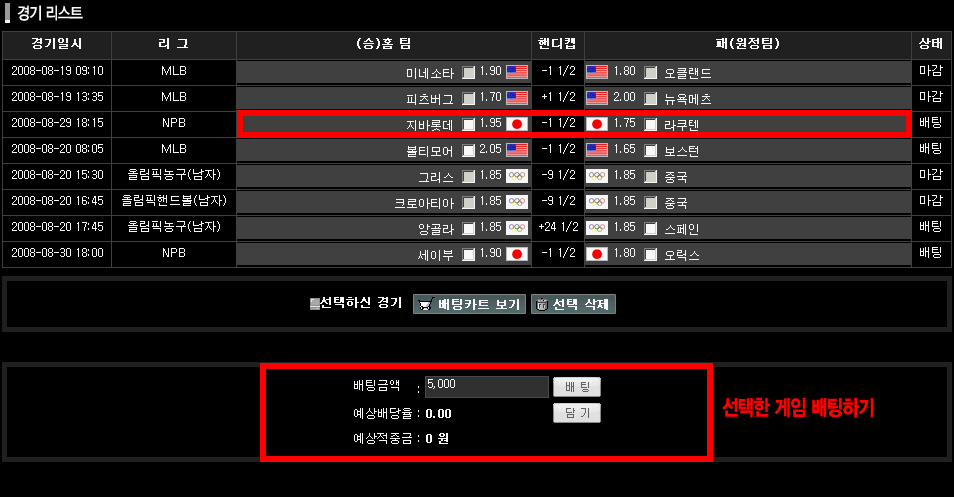 경기 리스트
경기일시 리 그 (승)홈 팀 핸디캡 패(원정팀) 상태
2008-08-19 09:10 MLB 미네소타 1.90 -1 1/2 1.80 오클랜드 마감
2008-08-19 13:35 MLB 피츠버그 1.70 +1 1/2 2.00 뉴욕메츠 마감
2008-08-29 18:15 NPB 지바롯데 1.95 -1 1/2 1.75 라쿠텐 배팅
2008-08-20 08:05 MLB 볼티모어 2.05 -1 1/2 1.65 보스턴 배팅
2008-08-20 15:30 올림픽농구(남자) 그리스 1.85 -9 1/2 1.85 중국 마감
2008-08-20 16:45 올림픽핸드볼(남자) 크로아티아 1.85 -9 1/2 1.85 중국 마감
2008-08-20 17:45 올림픽농구(남자) 앙골라 1.85 +24 1/2 1.85 스페인 배팅
2008-08-30 18:00 NPB 세이부 1.90 -1 1/2 1.80 오릭스 배팅
선택하신 경기 배팅카트 보기 선택 삭제
배팅금액 : 5,000 배 팅
예상배당율 : 0.00 담 기
예상적중금 : 0 원
선택한 게임 배팅하기